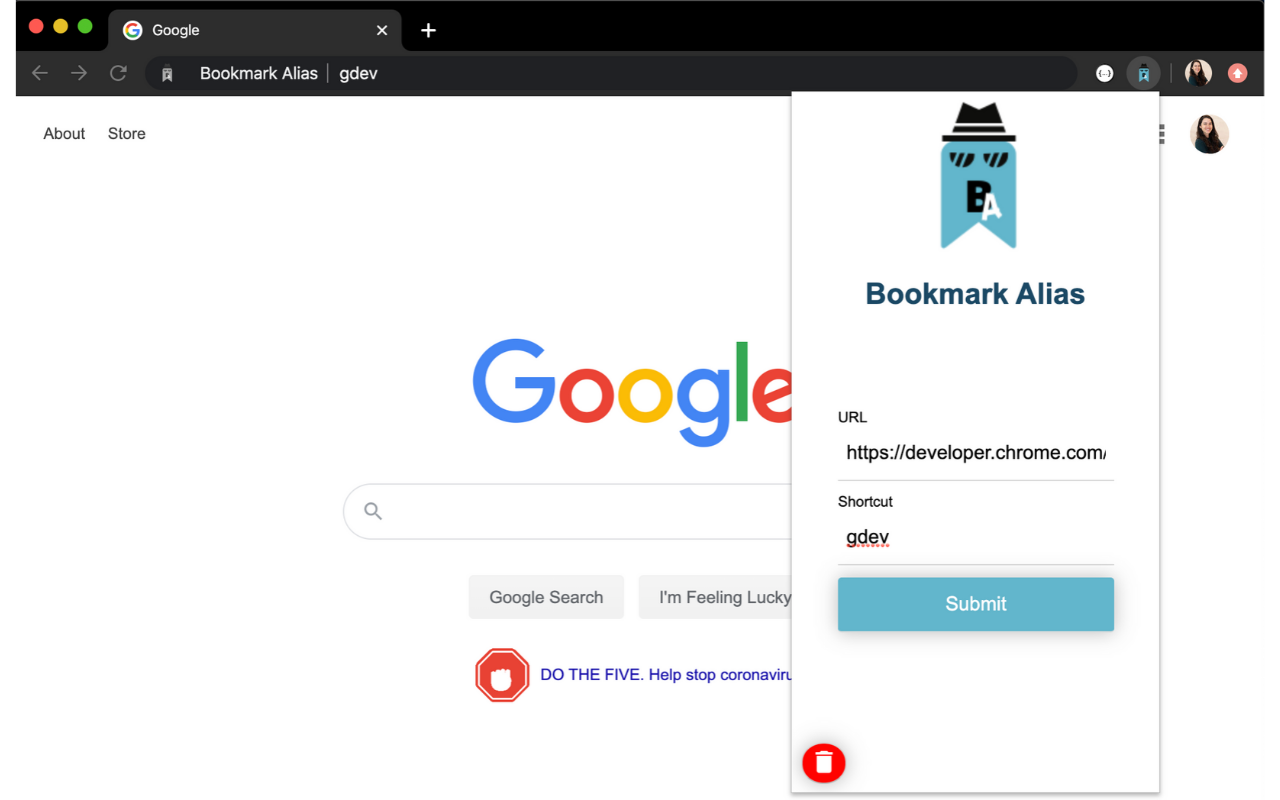 Google
Bookmark Alias | gdev
About Store
BA
Bookmark Alias
Google
URL
https://developer.chrome.com/
Shortcut
gdev
Submit
Google Search
I'm Feeling Lucky
DO THE FIVE. Help stop coronaviru